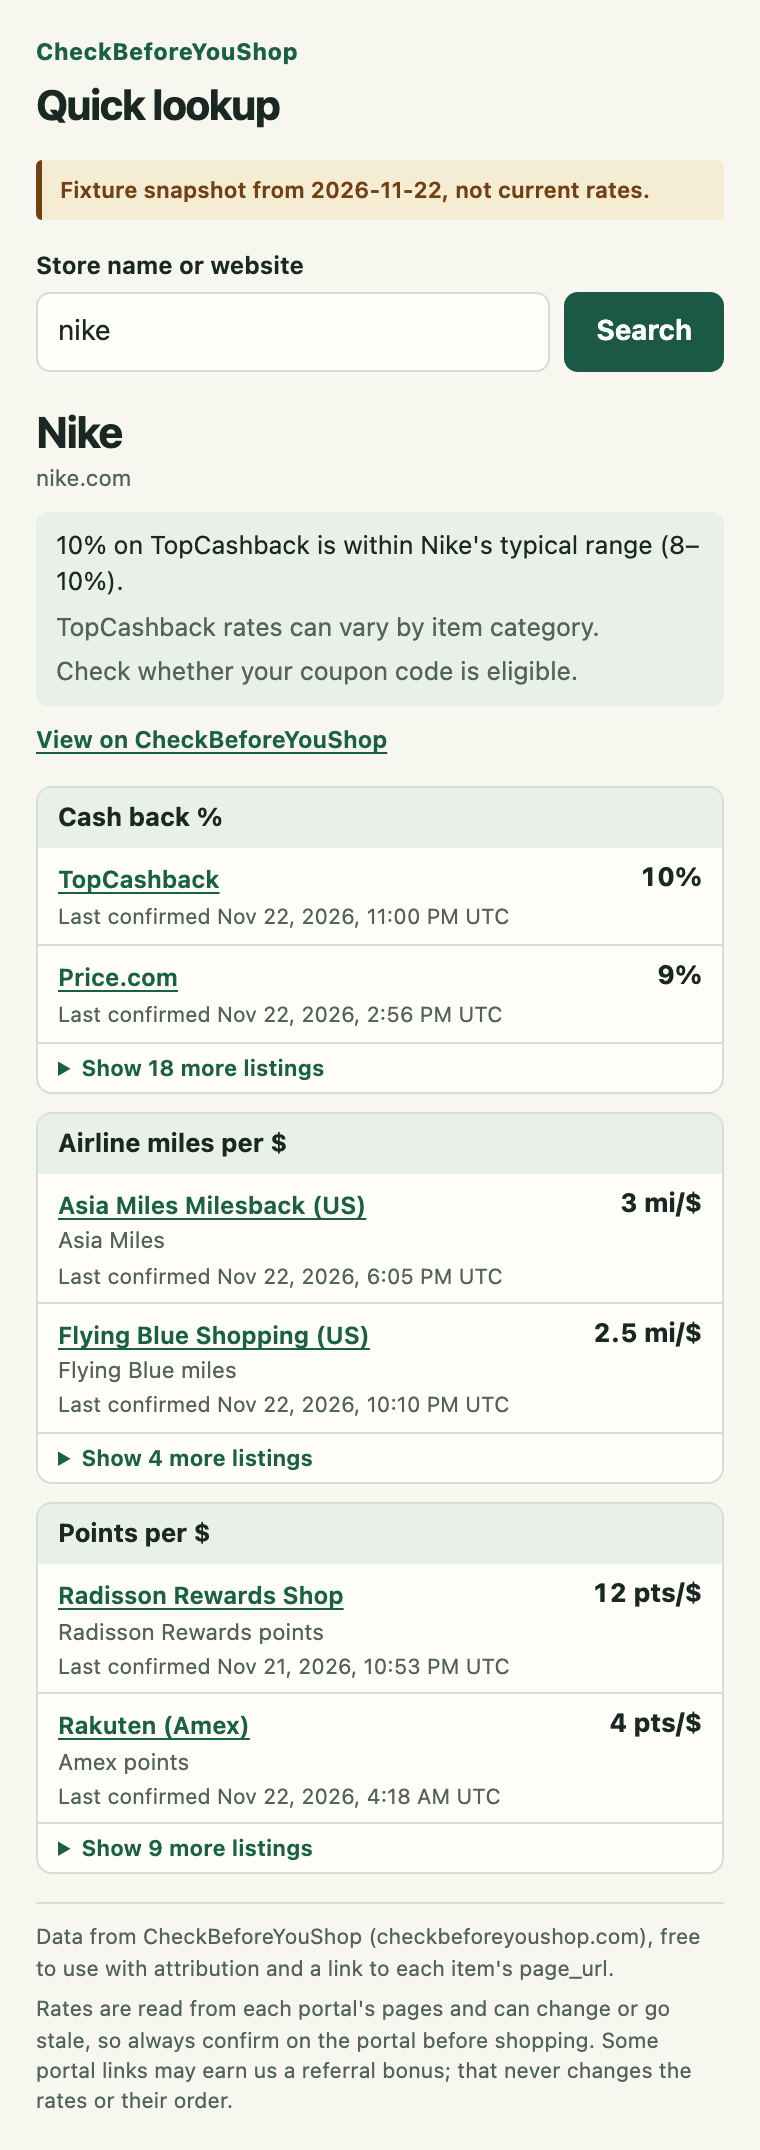 CheckBeforeYouShop
Quick lookup
Fixture snapshot from 2026-11-22, not current rates.
Store name or website
nike
Search
Nike
nike.com
10% on TopCashback is within Nike's typical range (8–
10%).
TopCashback rates can vary by item category.
Check whether your coupon code is eligible.
View on CheckBeforeYouShop
Cash back %
TopCashback 10%
Last confirmed Nov 22, 2026, 11:00 PM UTC
Price.com 9%
Last confirmed Nov 22, 2026, 2:56 PM UTC
Show 18 more listings
Airline miles per $
Asia Miles Milesback (US) 3 mi/$
Asia Miles
Last confirmed Nov 22, 2026, 6:05 PM UTC
Flying Blue Shopping (US) 2.5 mi/$
Flying Blue miles
Last confirmed Nov 22, 2026, 10:10 PM UTC
Show 4 more listings
Points per $
Radisson Rewards Shop 12 pts/$
Radisson Rewards points
Last confirmed Nov 21, 2026, 10:53 PM UTC
Rakuten (Amex) 4 pts/$
Amex points
Last confirmed Nov 22, 2026, 4:18 AM UTC
Show 9 more listings
Data from CheckBeforeYouShop (checkbeforeyoushop.com), free
to use with attribution and a link to each item's page_url.
Rates are read from each portal's pages and can change or go
stale, so always confirm on the portal before shopping. Some
portal links may earn us a referral bonus; that never changes the
rates or their order.